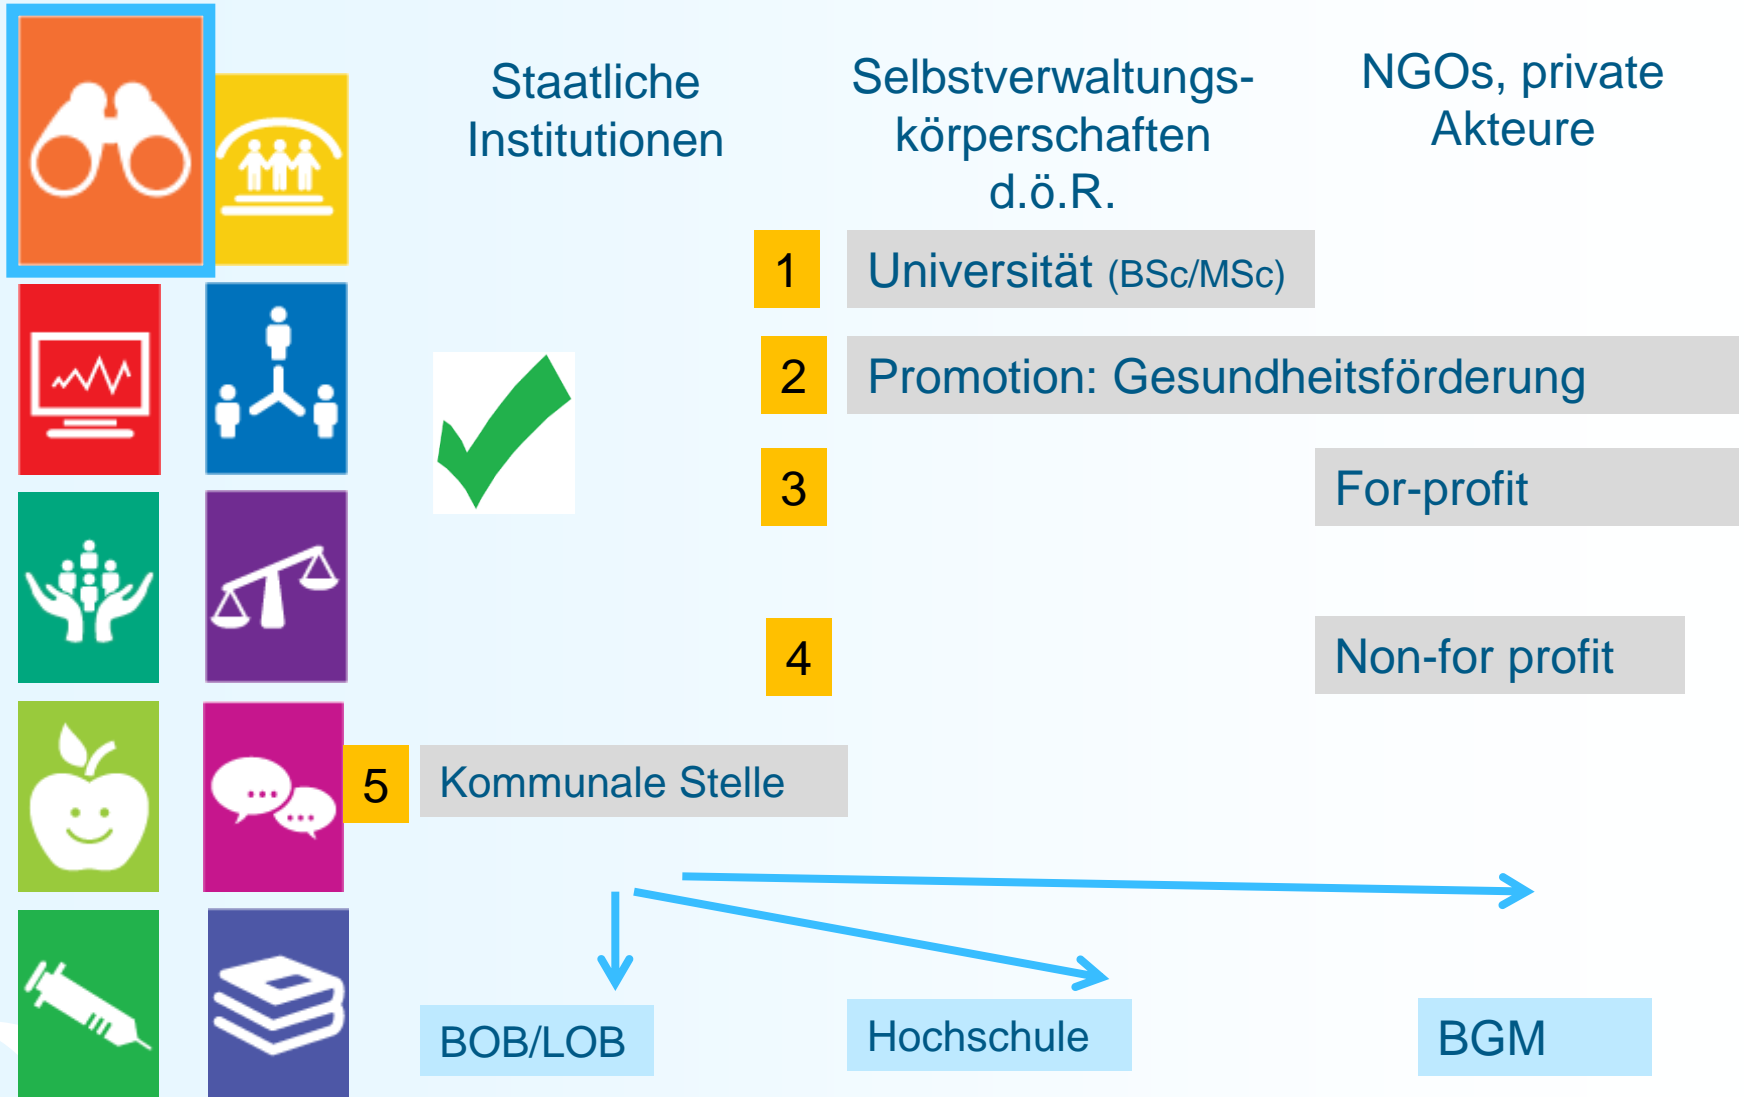 Staatliche
Institutionen
Selbstverwaltungs-
körperschaften
d.ö.R.
NGOs, private
Akteure
1
Universität (BSc/MSc)
2
Promotion: Gesundheitsförderung
3
For-profit
4
Non-for profit
5
Kommunale Stelle
BOB/LOB
Hochschule
BGM